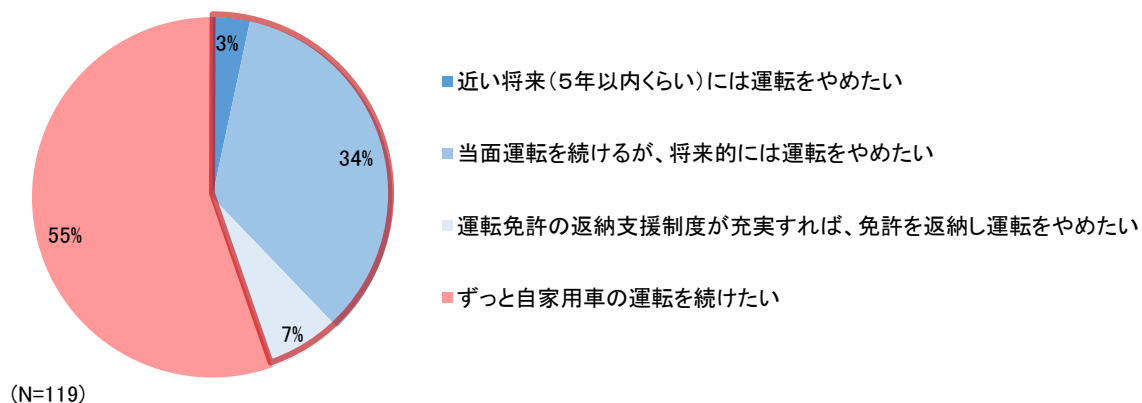 3%
34%
7%
55%
近い将来（５年以内くらい）には運転をやめたい
当面運転を続けるが、将来的には運転をやめたい
運転免許の返納支援制度が充実すれば、免許を返納し運転をやめたい
ずっと自家用車の運転を続けたい
(N=119)